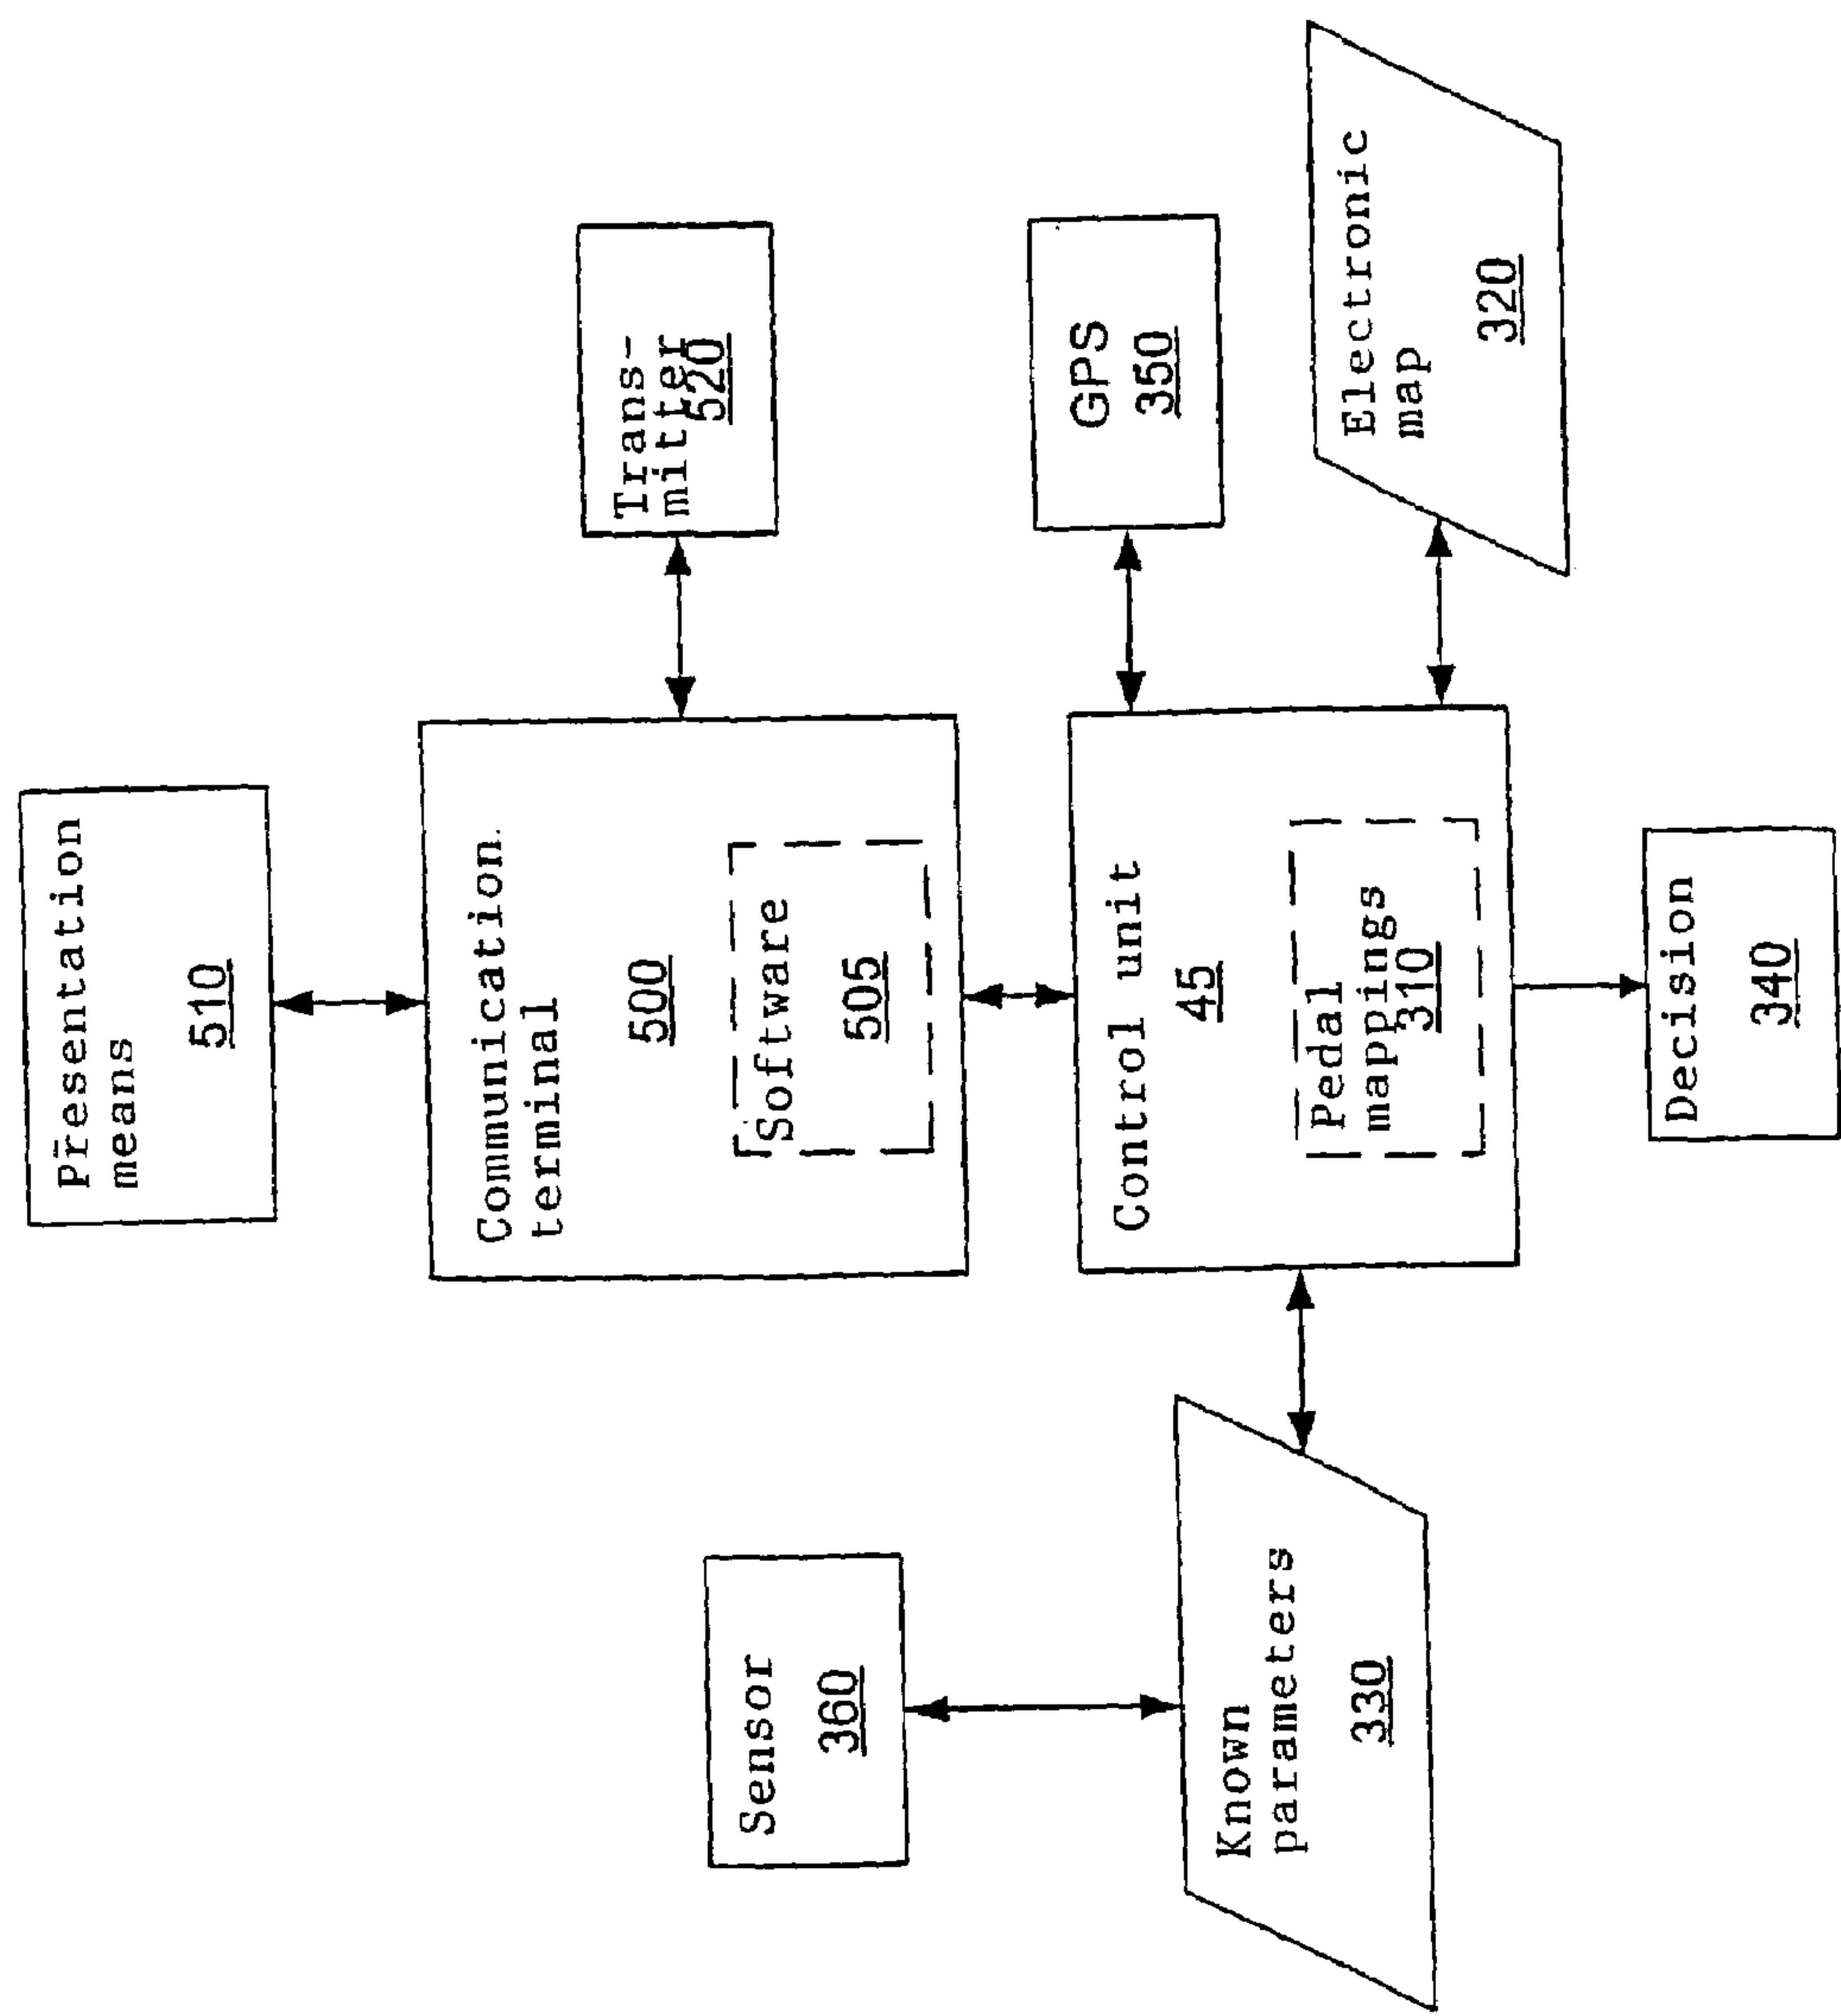 Presentation
means
510
Communication
terminal
500
Software
505
Trans-
mitter
520
Sensor
360
Known
parameters
330
Control unit
45
Pedal
mappings
310
GPS
350
Electronic
map
320
Decision
340